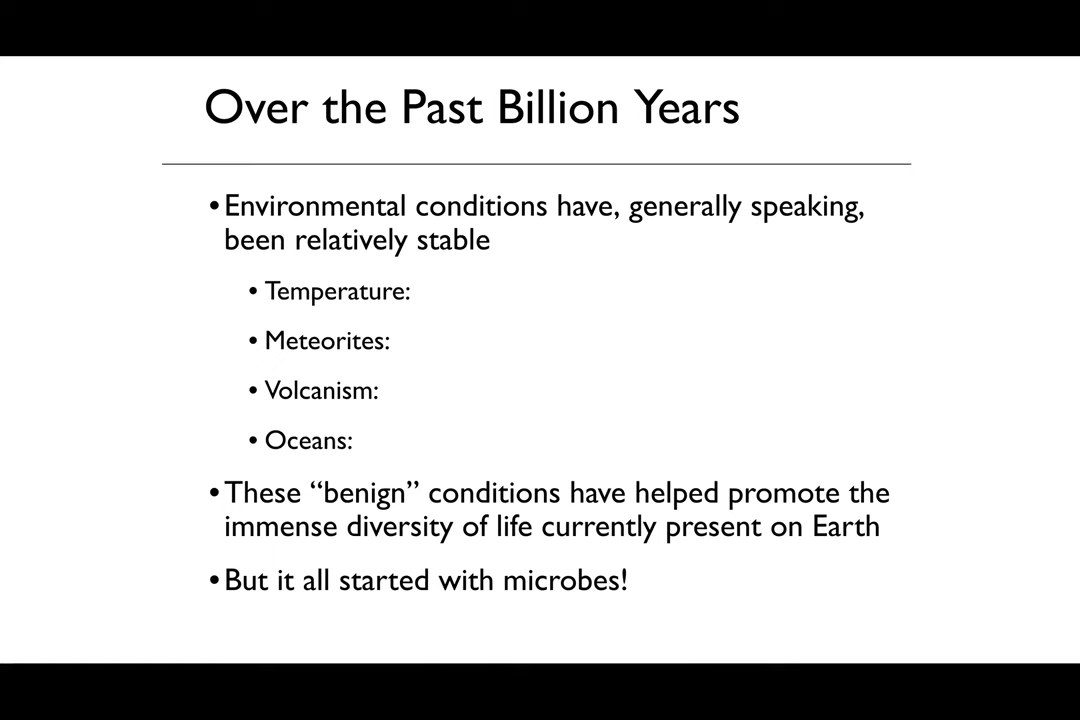 Over the Past Billion Years
•Environmental conditions have, generally speaking,
been relatively stable
• Temperature:
• Meteorites:
• Volcanism:
• Oceans:
•These “benign” conditions have helped promote the
immense diversity of life currently present on Earth
•But it all started with microbes!